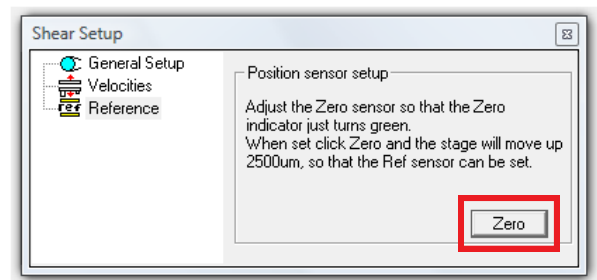 Shear Setup
General Setup
Velocities
ref Reference
Position sensor setup
Adjust the Zero sensor so that the Zero
indicator just turns green.
When set click Zero and the stage will move up
2500um, so that the Ref sensor can be set.
Zero